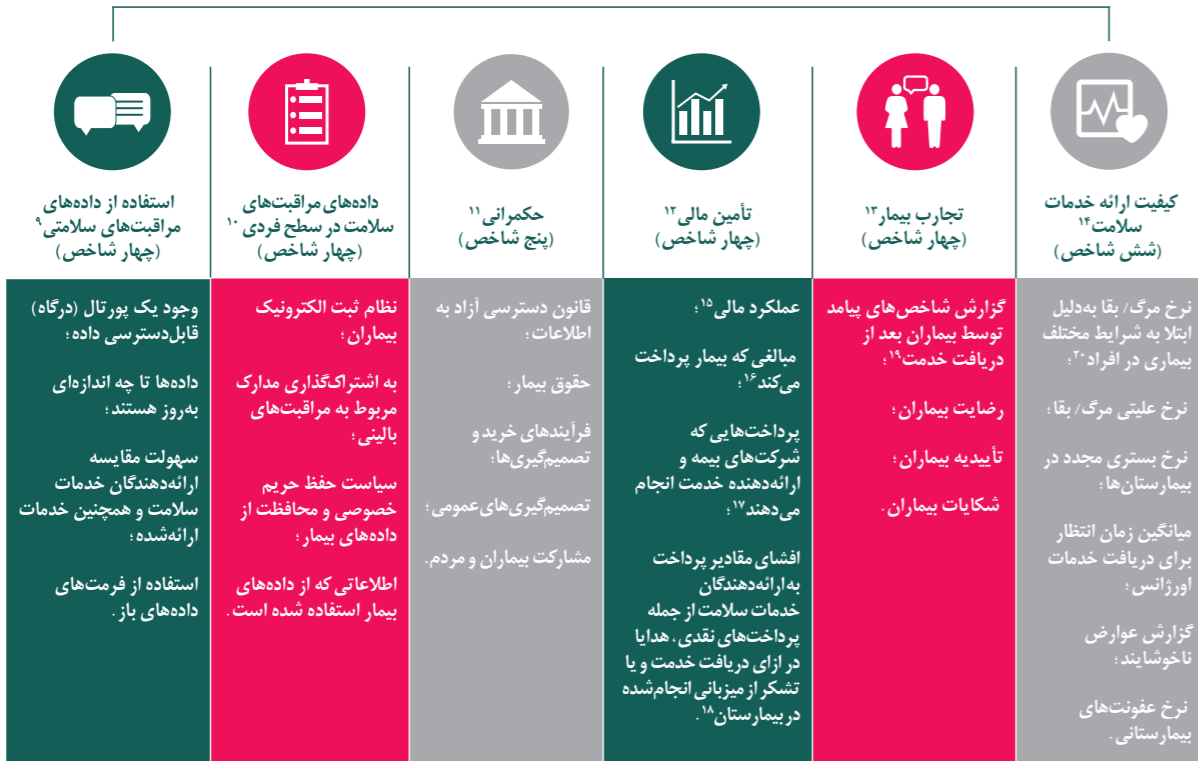 کیفیت ارائه خدمات
سلامت۱۴
(شش شاخص)
نرخ مرگ/ بقا به‌دلیل
ابتلا به شرایط مختلف
بیماری در افراد۲۰؛
نرخ علیتی مرگ/ بقا؛
نرخ بستری مجدد در
بیمارستان‌ها؛
میانگین زمان انتظار
برای دریافت خدمات
اورژانس؛
گزارش عوارض
ناخوشایند؛
نرخ عفونت‌های
بیمارستانی.
تجارب بیمار۱۳
(چهار شاخص)
گزارش شاخص‌های پیامد
توسط بیماران بعد از
دریافت خدمت۱۹؛
رضایت بیماران؛
تأییدیه بیماران؛
شکایات بیماران.
تأمین مالی۱۲
(چهار شاخص)
عملکرد مالی۱۵؛
مبالغی که بیمار پرداخت
می‌کند۱۶؛
پرداخت‌هایی که
شرکت‌های بیمه و
ارائه‌دهنده خدمت انجام
می‌دهند۱۷؛
افشای مقادیر پرداخت
به‌ارائه‌دهندگان
خدمات سلامت از جمله
پرداخت‌های نقدی، هدایا
در ازای دریافت خدمت و یا
تشکر از میزبانی انجام‌شده
در بیمارستان۱۸.
حکمرانی۱۱
(پنج شاخص)
قانون دسترسی آزاد به
اطلاعات؛
حقوق بیمار؛
فرآیندهای خرید و
تصمیم‌گیری‌ها؛
تصمیم‌گیری‌های‌عمومی؛
مشارکت بیماران و مردم.
داده‌های مراقبت‌های
سلامت در سطح فردی ۱۰
(چهار شاخص)
نظام ثبت الکترونیک
بیماران؛
به اشتراک‌گذاری مدارک
مربوط به مراقبت‌های
بالینی؛
سیاست حفظ حریم
خصوصی و محافظت از
داده‌های بیمار؛
اطلاعاتی که از داده‌های
بیمار استفاده شده است.
استفاده از داده‌های
مراقبت‌های سلامتی۹
(چهار شاخص)
وجود یک پورتال (درگاه)
قابل‌دسترسی داده؛
داده‌ها تا چه اندازه‌ای
به‌روز هستند؛
سهولت مقایسه
ارائه‌دهندگان خدمات
سلامت و همچنین خدمات
ارائه‌شده؛
استفاده از فرمت‌های
داده‌های باز.